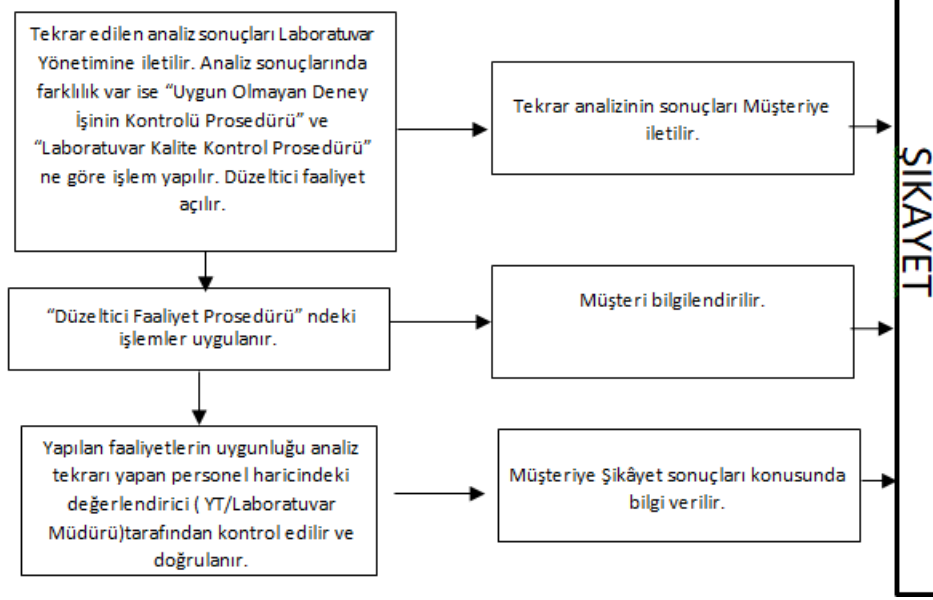 Tekrar edilen analiz sonuçları Laboratuvar
Yönetimine iletilir. Analiz sonuçlarında
farklılık var ise “Uygun Olmayan Deney
İşinin Kontrolü Prosedürü” ve
“Laboratuvar Kalite Kontrol Prosedürü”
ne göre işlem yapılır. Düzeltici faaliyet
açılır.
Tekrar analizinin sonuçları Müşteriye
iletilir.
“Düzeltici Faaliyet Prosedürü” ndeki
işlemler uygulanır.
Müşteri bilgilendirilir.
Yapılan faaliyetlerin uygunluğu analiz
tekrarı yapan personel haricindeki
değerlendirici ( YT/Laboratuvar
Müdürü)tarafından kontrol edilir ve
doğrulanır.
Müşteriye Şikâyet sonuçları konusunda
bilgi verilir.
ŞIKAYET